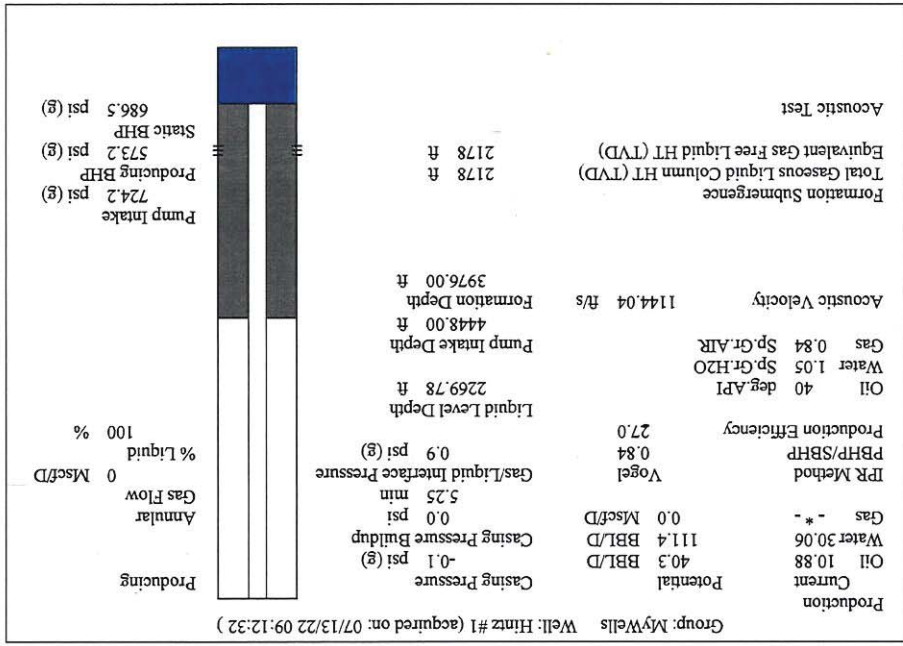 Group: MyWells Well: Hintz #1 (acquired on: 07/13/22 09:12:32 )
Production
Current Potential
Oil 10.88 40.3 BBL/D
Water 30.06 111.4 BBL/D
Gas - * - 0.0 Mscf/D
IPR Method Vogel
PBHP/SBHP 0.84
Production Efficiency 27.0
Oil 40 deg.API
Water 1.05 Sp.Gr.H2O
Gas 0.84 Sp.Gr.AIR
Acoustic Velocity 1144.04 ft/s
Casing Pressure
-0.1 psi (g)
Casing Pressure Buildup
0.0 psi
5.25 min
Gas/Liquid Interface Pressure
0.9 psi (g)
Liquid Level Depth
2269.78 ft
Pump Intake Depth
4448.00 ft
Formation Depth
3976.00 ft
Producing
Annular
Gas Flow
0 Mscf/D
% Liquid
100 %
Formation Submergence
Total Gaseous Liquid Column HT (TVD) 2178 ft
Equivalent Gas Free Liquid HT (TVD) 2178 ft
Acoustic Test
Pump Intake
724.2 psi (g)
Producing BHP
573.2 psi (g)
Static BHP
686.5 psi (g)